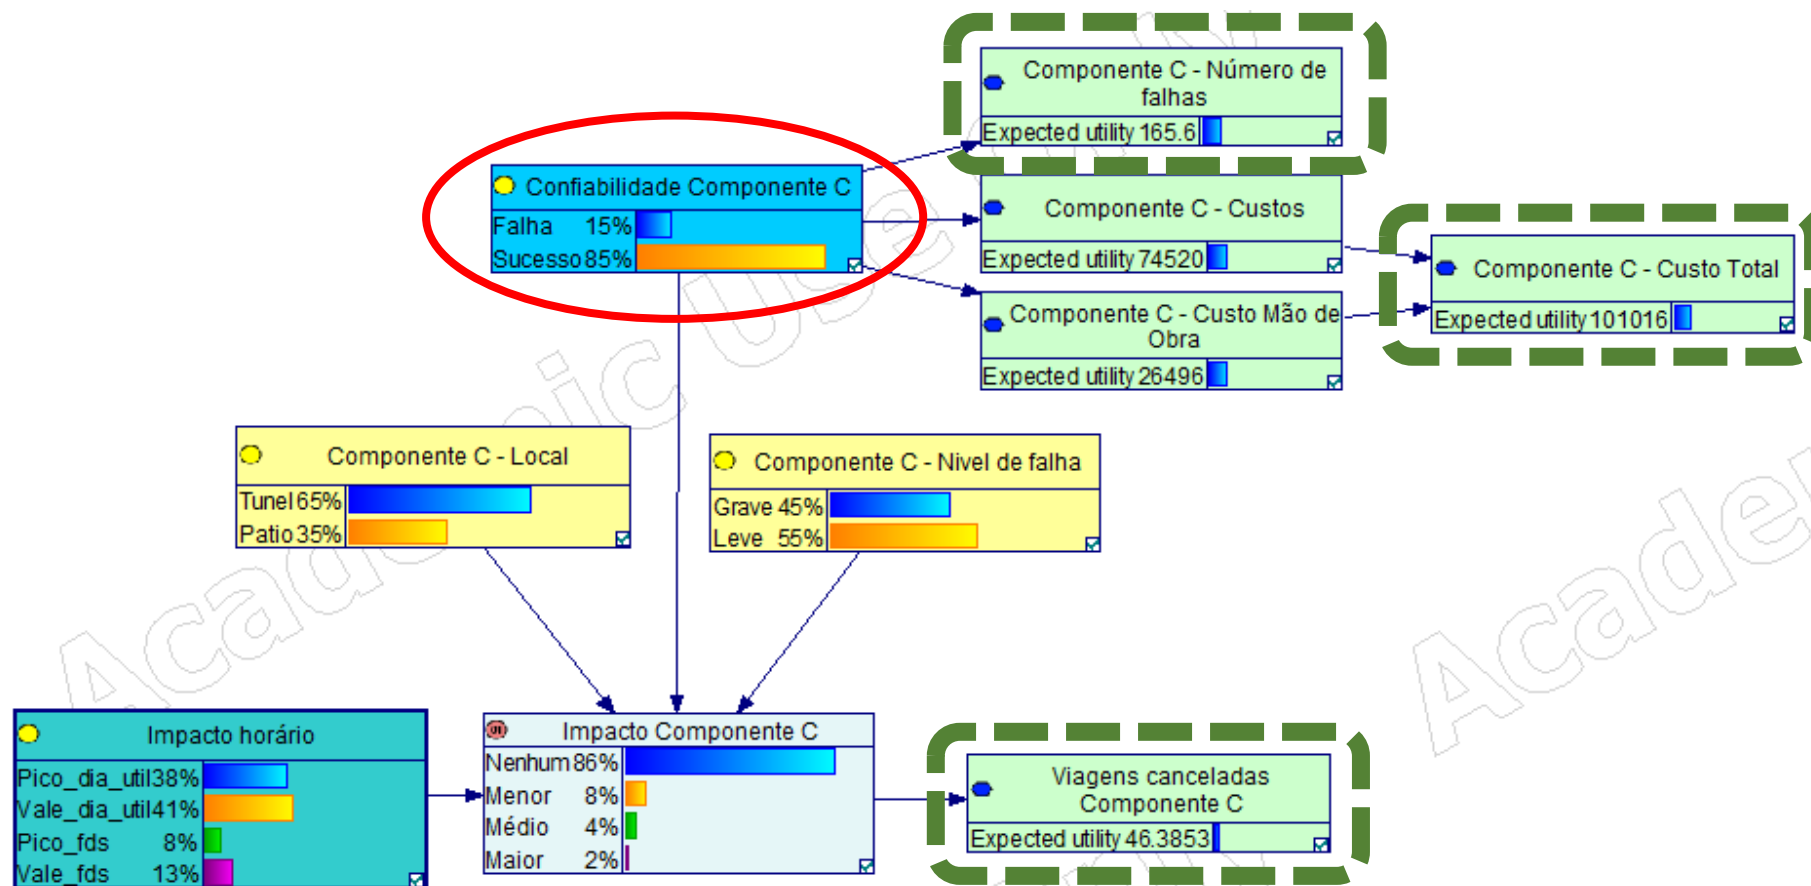 Componente C - Número de
falhas
Expected utility 165.6
Confiabilidade Componente C
Falha 15%
Sucesso 85%
Componente C - Custos
Expected utility 74520
Componente C - Custo Total
Expected utility 101016
Componente C - Custo Mão de
Obra
Expected utility 26496
Componente C - Local
Tunel 65%
Patio 35%
Componente C - Nivel de falha
Grave 45%
Leve 55%
Impacto horário
Pico_dia_util 38%
Vale_dia_util 41%
Pico_fds 8%
Vale_fds 13%
Impacto Componente C
Nenhum 86%
Menor 8%
Médio 4%
Maior 2%
Viagens canceladas
Componente C
Expected utility 46.3853
Academic Use